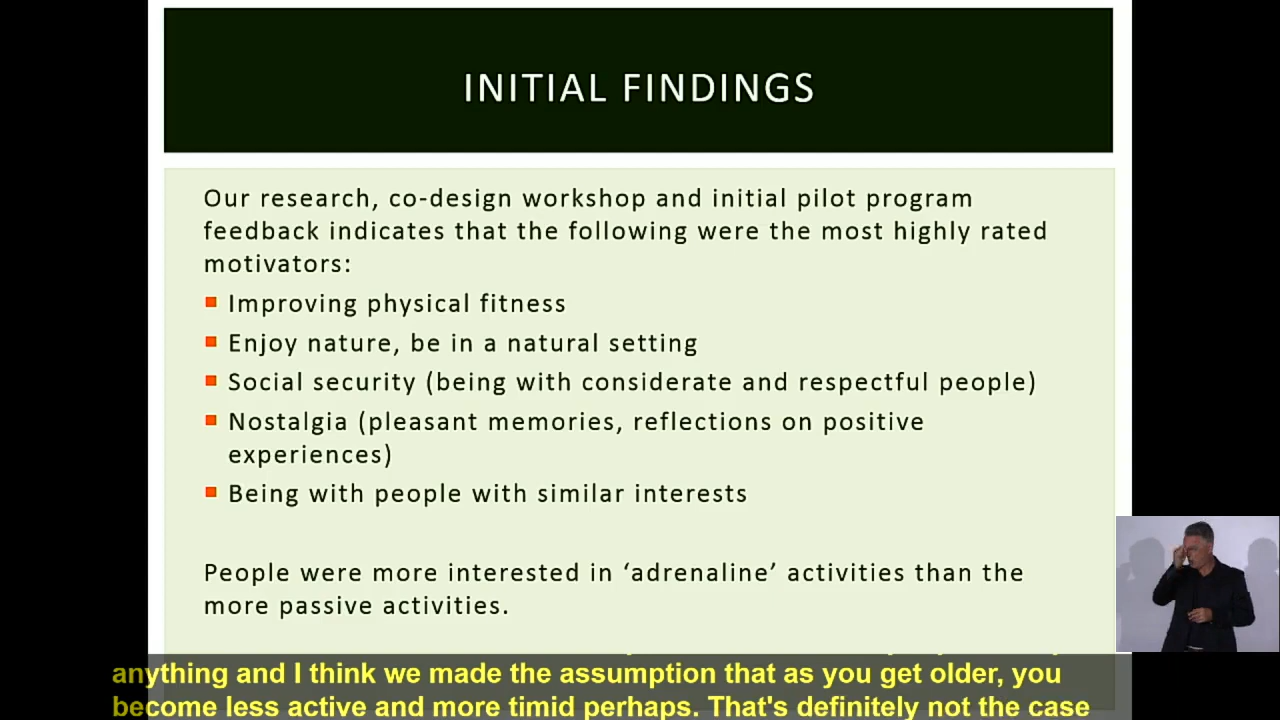 INITIAL FINDINGS
Our research, co-design workshop and initial pilot program
feedback indicates that the following were the most highly rated
motivators:
Improving physical fitness
Enjoy nature, be in a natural setting
Social security (being with considerate and respectful people)
Nostalgia (pleasant memories, reflections on positive
experiences)
Being with people with similar interests
People were more interested in ‘adrenaline’ activities than the
more passive activities.
anything and I think we made the assumption that as you get older, you
become less active and more timid perhaps. That's definitely not the case